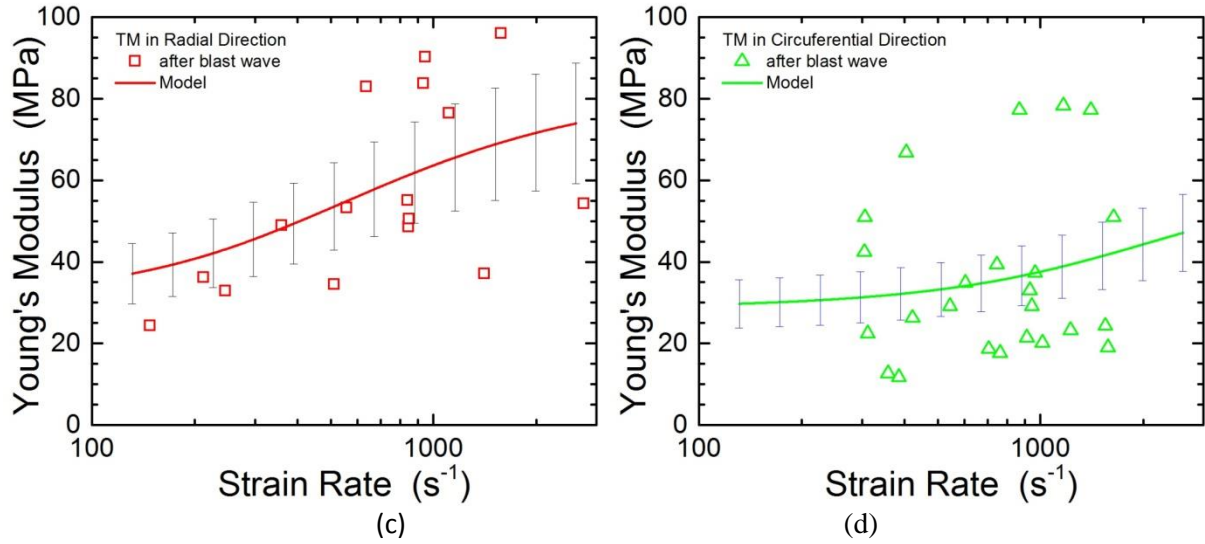 TM in Radial Direction
after blast wave
Model
Young's Modulus (MPa)
100
80
60
40
20
0
100
1000
Strain Rate (s⁻¹)
(c)
TM in Circuferential Direction
after blast wave
Model
Young's Modulus (MPa)
100
80
60
40
20
0
100
1000
Strain Rate (s⁻¹)
(d)